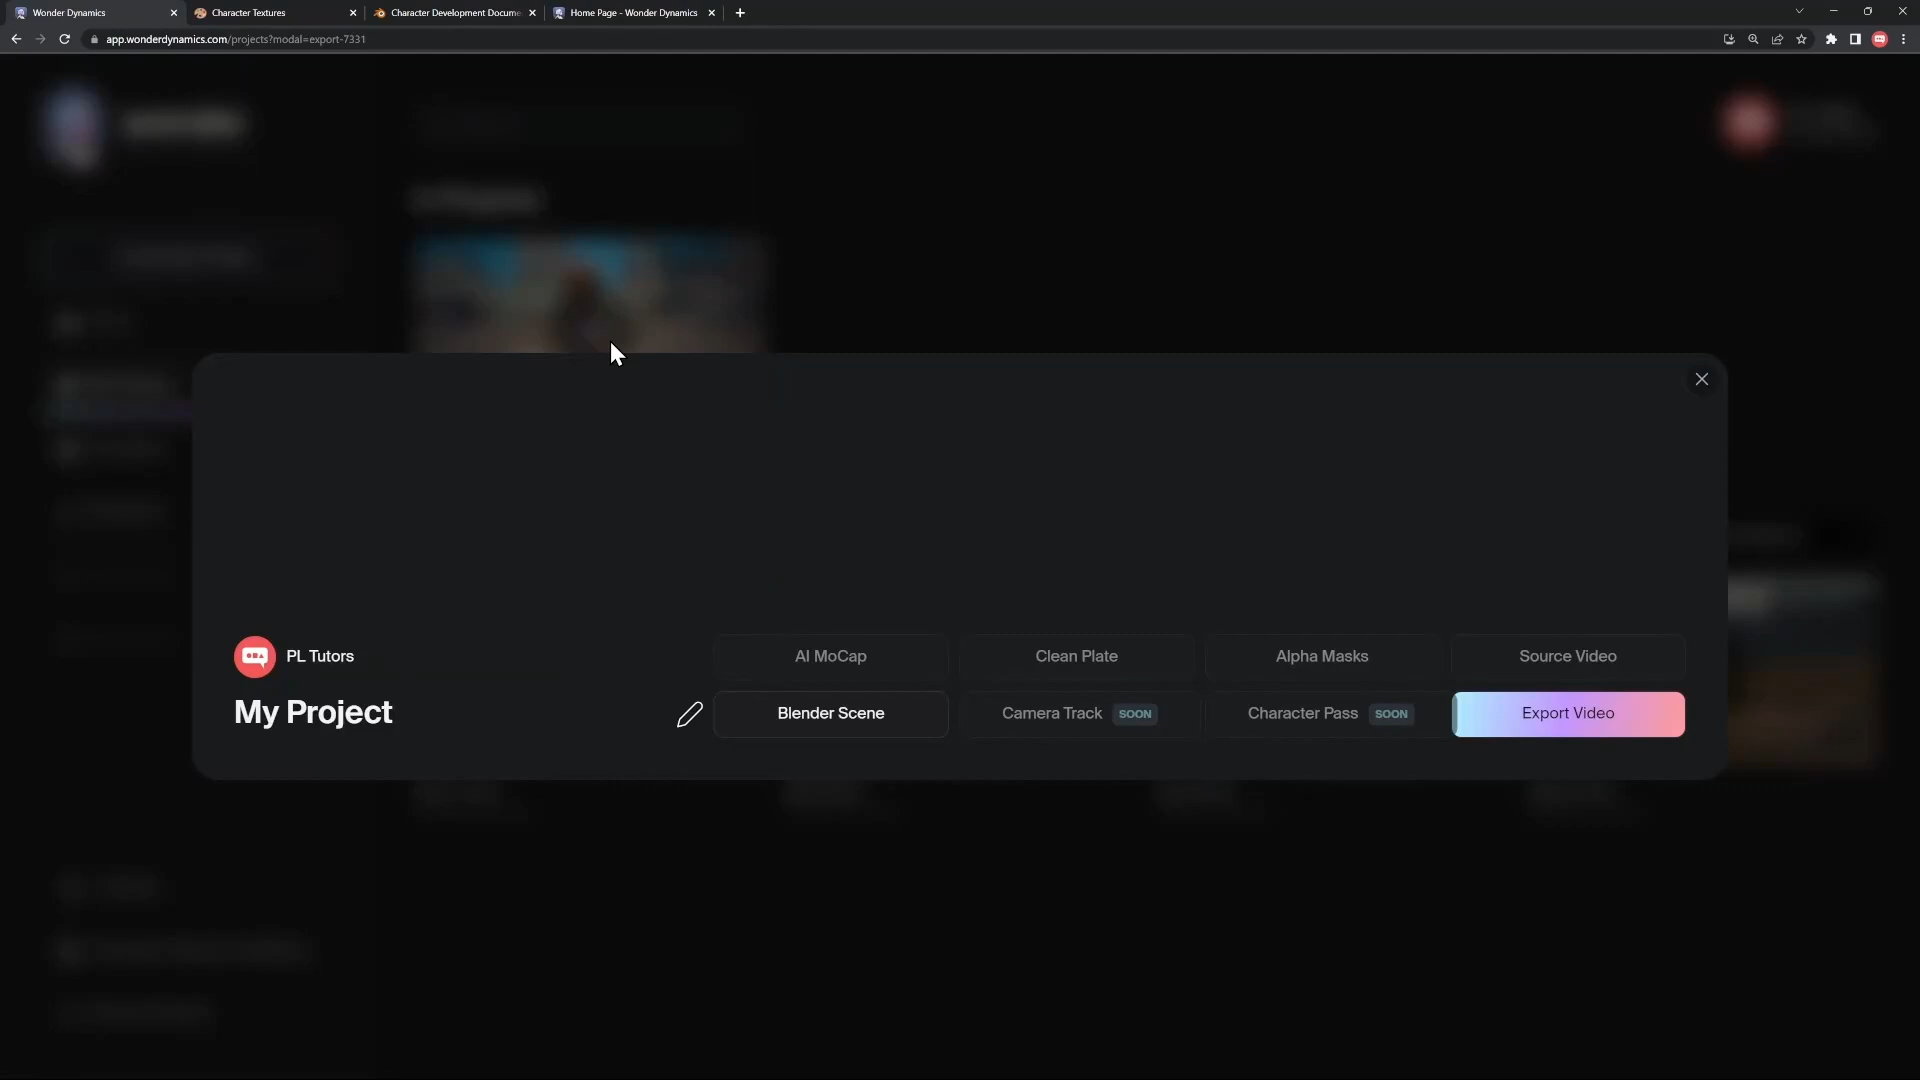 Wonder Dynamics
Character Textures
Character Development Docume
Home Page - Wonder Dynamics
app.wonderdynamics.com/projects?modal=export-7331
PL Tutors
My Project
AI MoCap
Clean Plate
Alpha Masks
Source Video
Blender Scene
Camera Track SOON
Character Pass SOON
Export Video